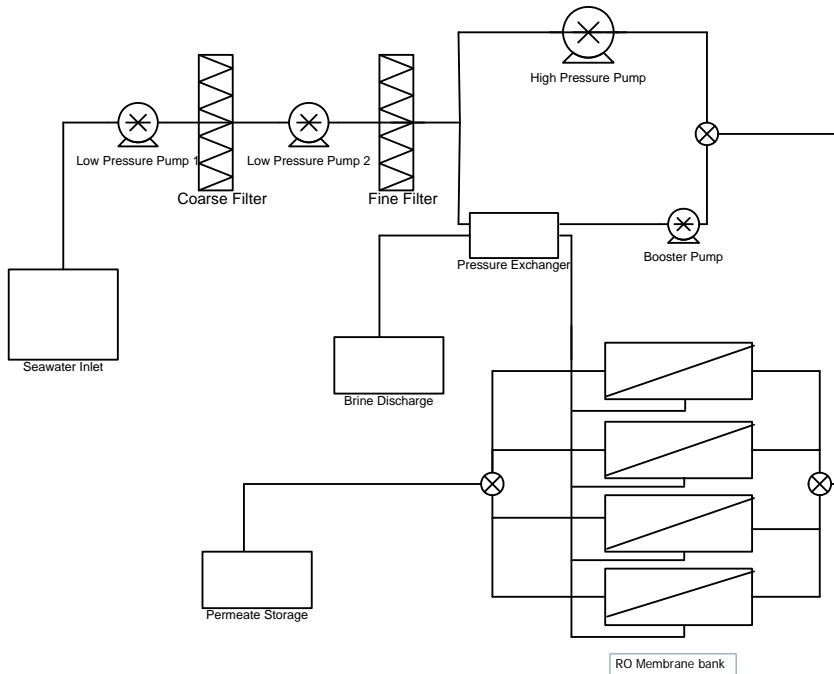 High Pressure Pump
Low Pressure Pump 1
Low Pressure Pump 2
Coarse Filter
Fine Filter
Pressure Exchanger
Booster Pump
Seawater Inlet
Brine Discharge
Permeate Storage
RO Membrane bank